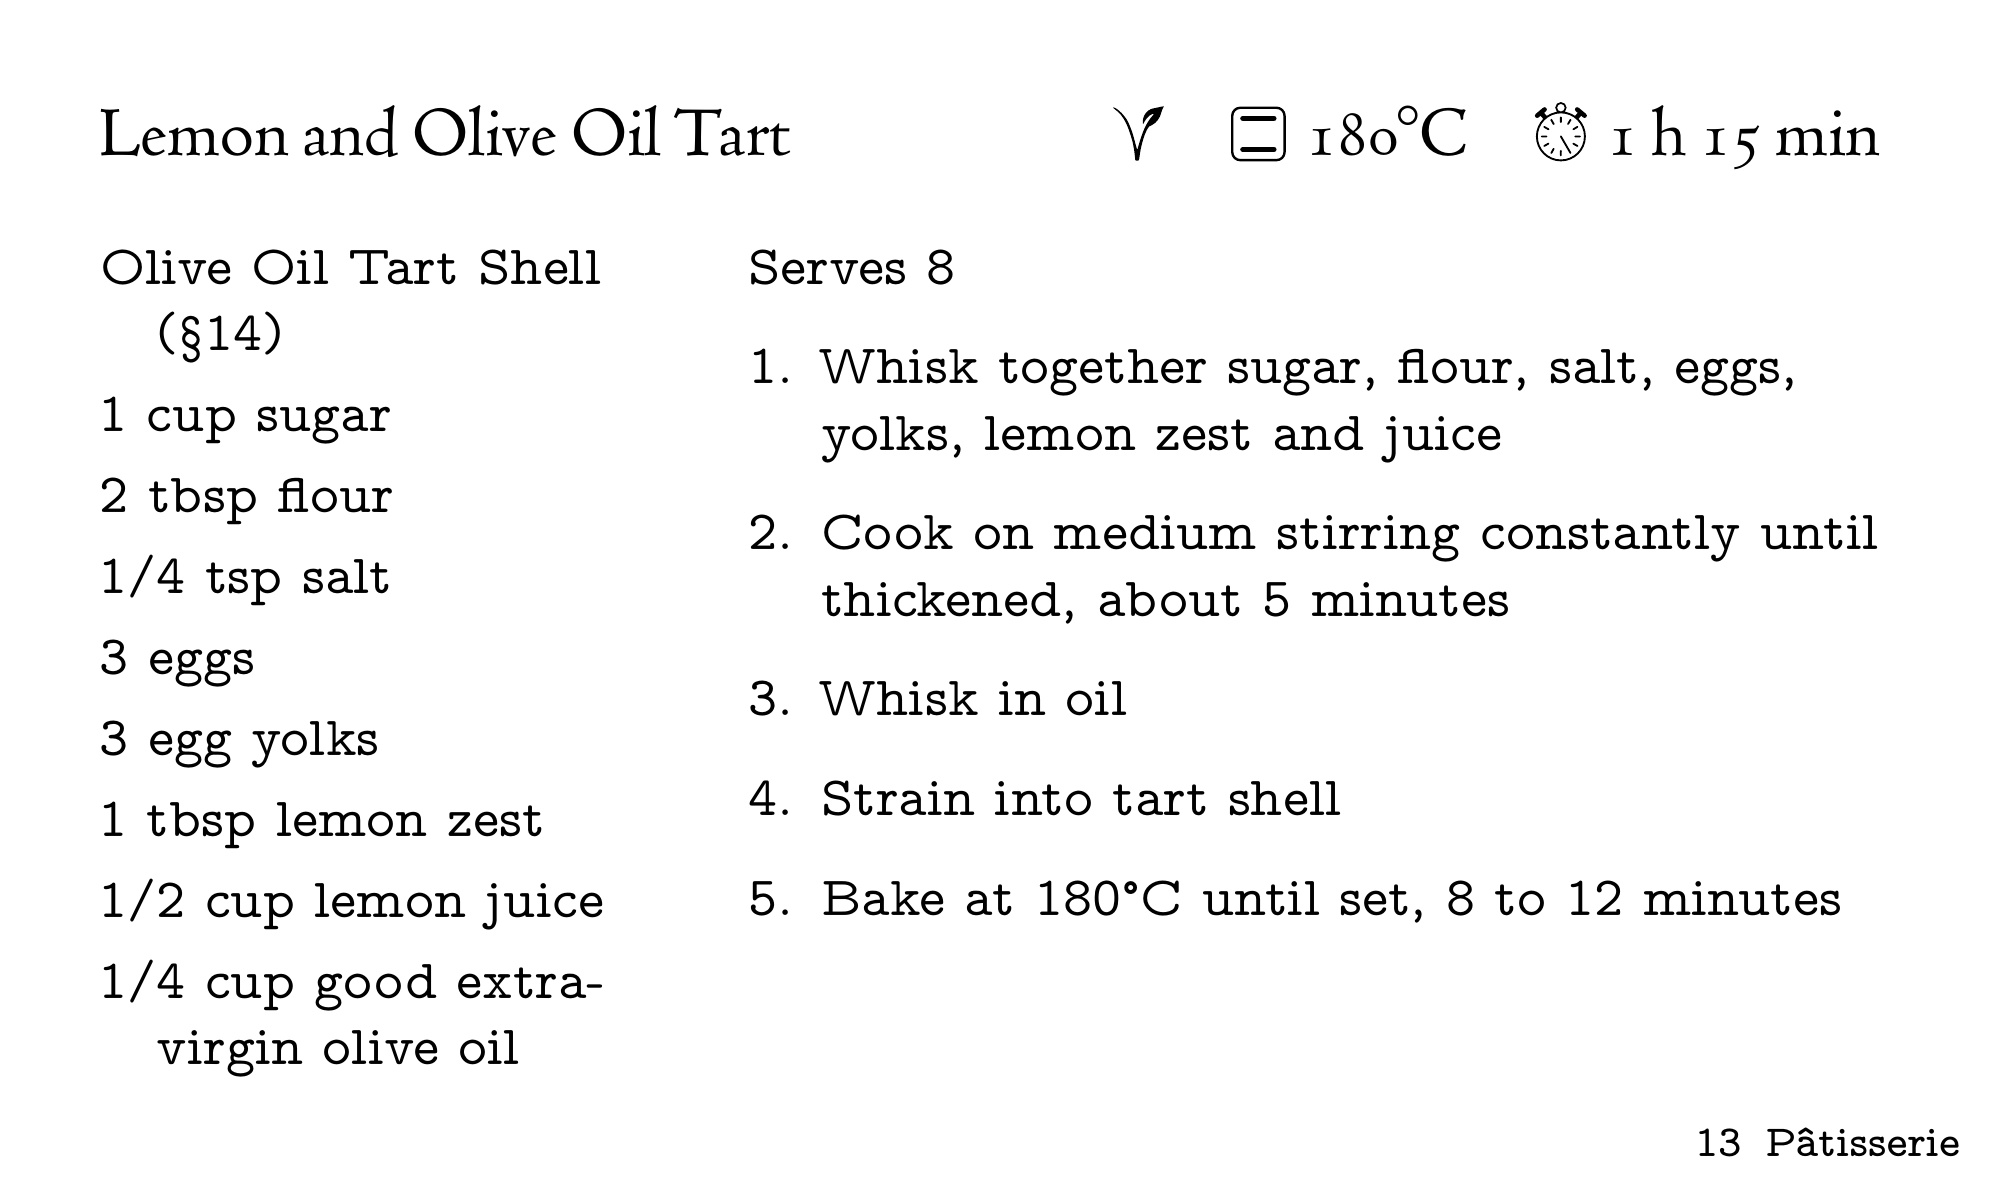 Lemon and Olive Oil Tart 180°C 1 h 15 min
Olive Oil Tart Shell
(§14)
1 cup sugar
2 tbsp flour
1/4 tsp salt
3 eggs
3 egg yolks
1 tbsp lemon zest
1/2 cup lemon juice
1/4 cup good extra-
virgin olive oil
Serves 8
1. Whisk together sugar, flour, salt, eggs,
yolks, lemon zest and juice
2. Cook on medium stirring constantly until
thickened, about 5 minutes
3. Whisk in oil
4. Strain into tart shell
5. Bake at 180°C until set, 8 to 12 minutes
13 Pâtisserie